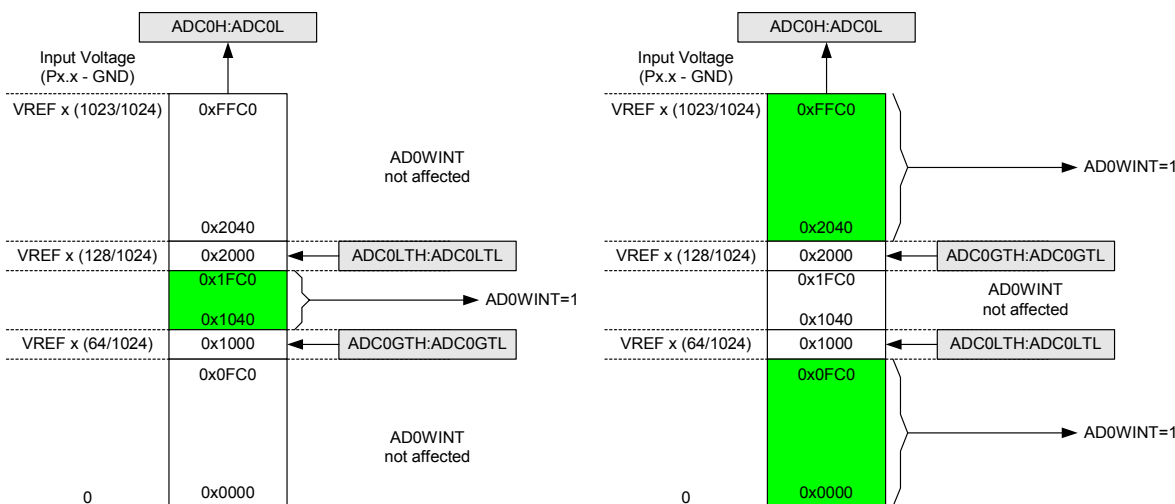 ADC0H:ADC0L
Input Voltage
(Px.x - GND)
VREF x (1023/1024)
0xFFC0
AD0WINT
not affected
0x2040
VREF x (128/1024)
0x2000
ADC0LTH:ADC0LTL
0x1FC0
AD0WINT=1
0x1040
VREF x (64/1024)
0x1000
ADC0GTH:ADC0GTL
0x0FC0
AD0WINT
not affected
0
0x0000
ADC0H:ADC0L
Input Voltage
(Px.x - GND)
VREF x (1023/1024)
0xFFC0
AD0WINT=1
0x2040
VREF x (128/1024)
0x2000
ADC0GTH:ADC0GTL
0x1FC0
AD0WINT
not affected
0x1040
VREF x (64/1024)
0x1000
ADC0LTH:ADC0LTL
0x0FC0
AD0WINT=1
0
0x0000